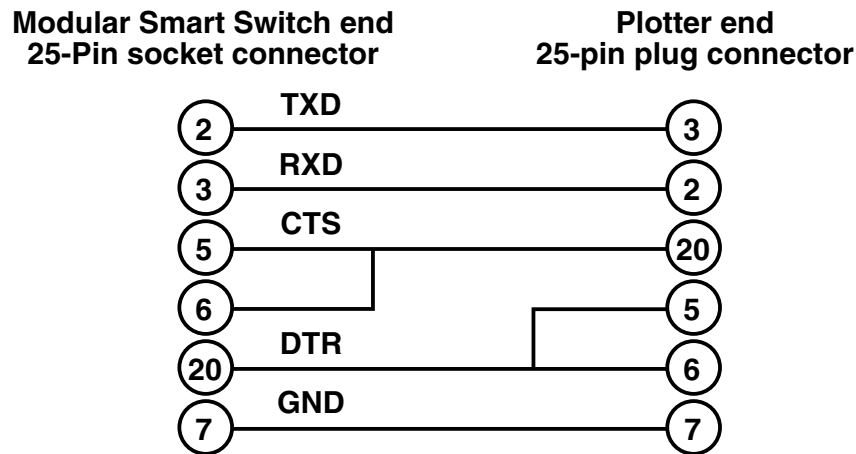 Modular Smart Switch end
25-Pin socket connector
Plotter end
25-pin plug connector
2 TXD 3
3 RXD 2
5 CTS 20
6 5
20 DTR 6
7 GND 7